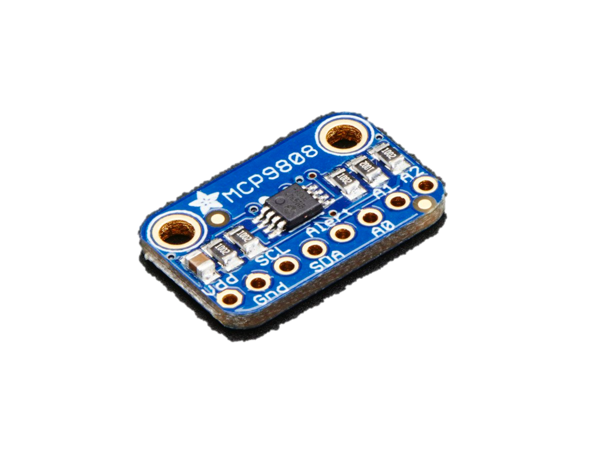 MCP9808
Vdd
Gnd
SCL
SDA
Alert
A0
A1
A2